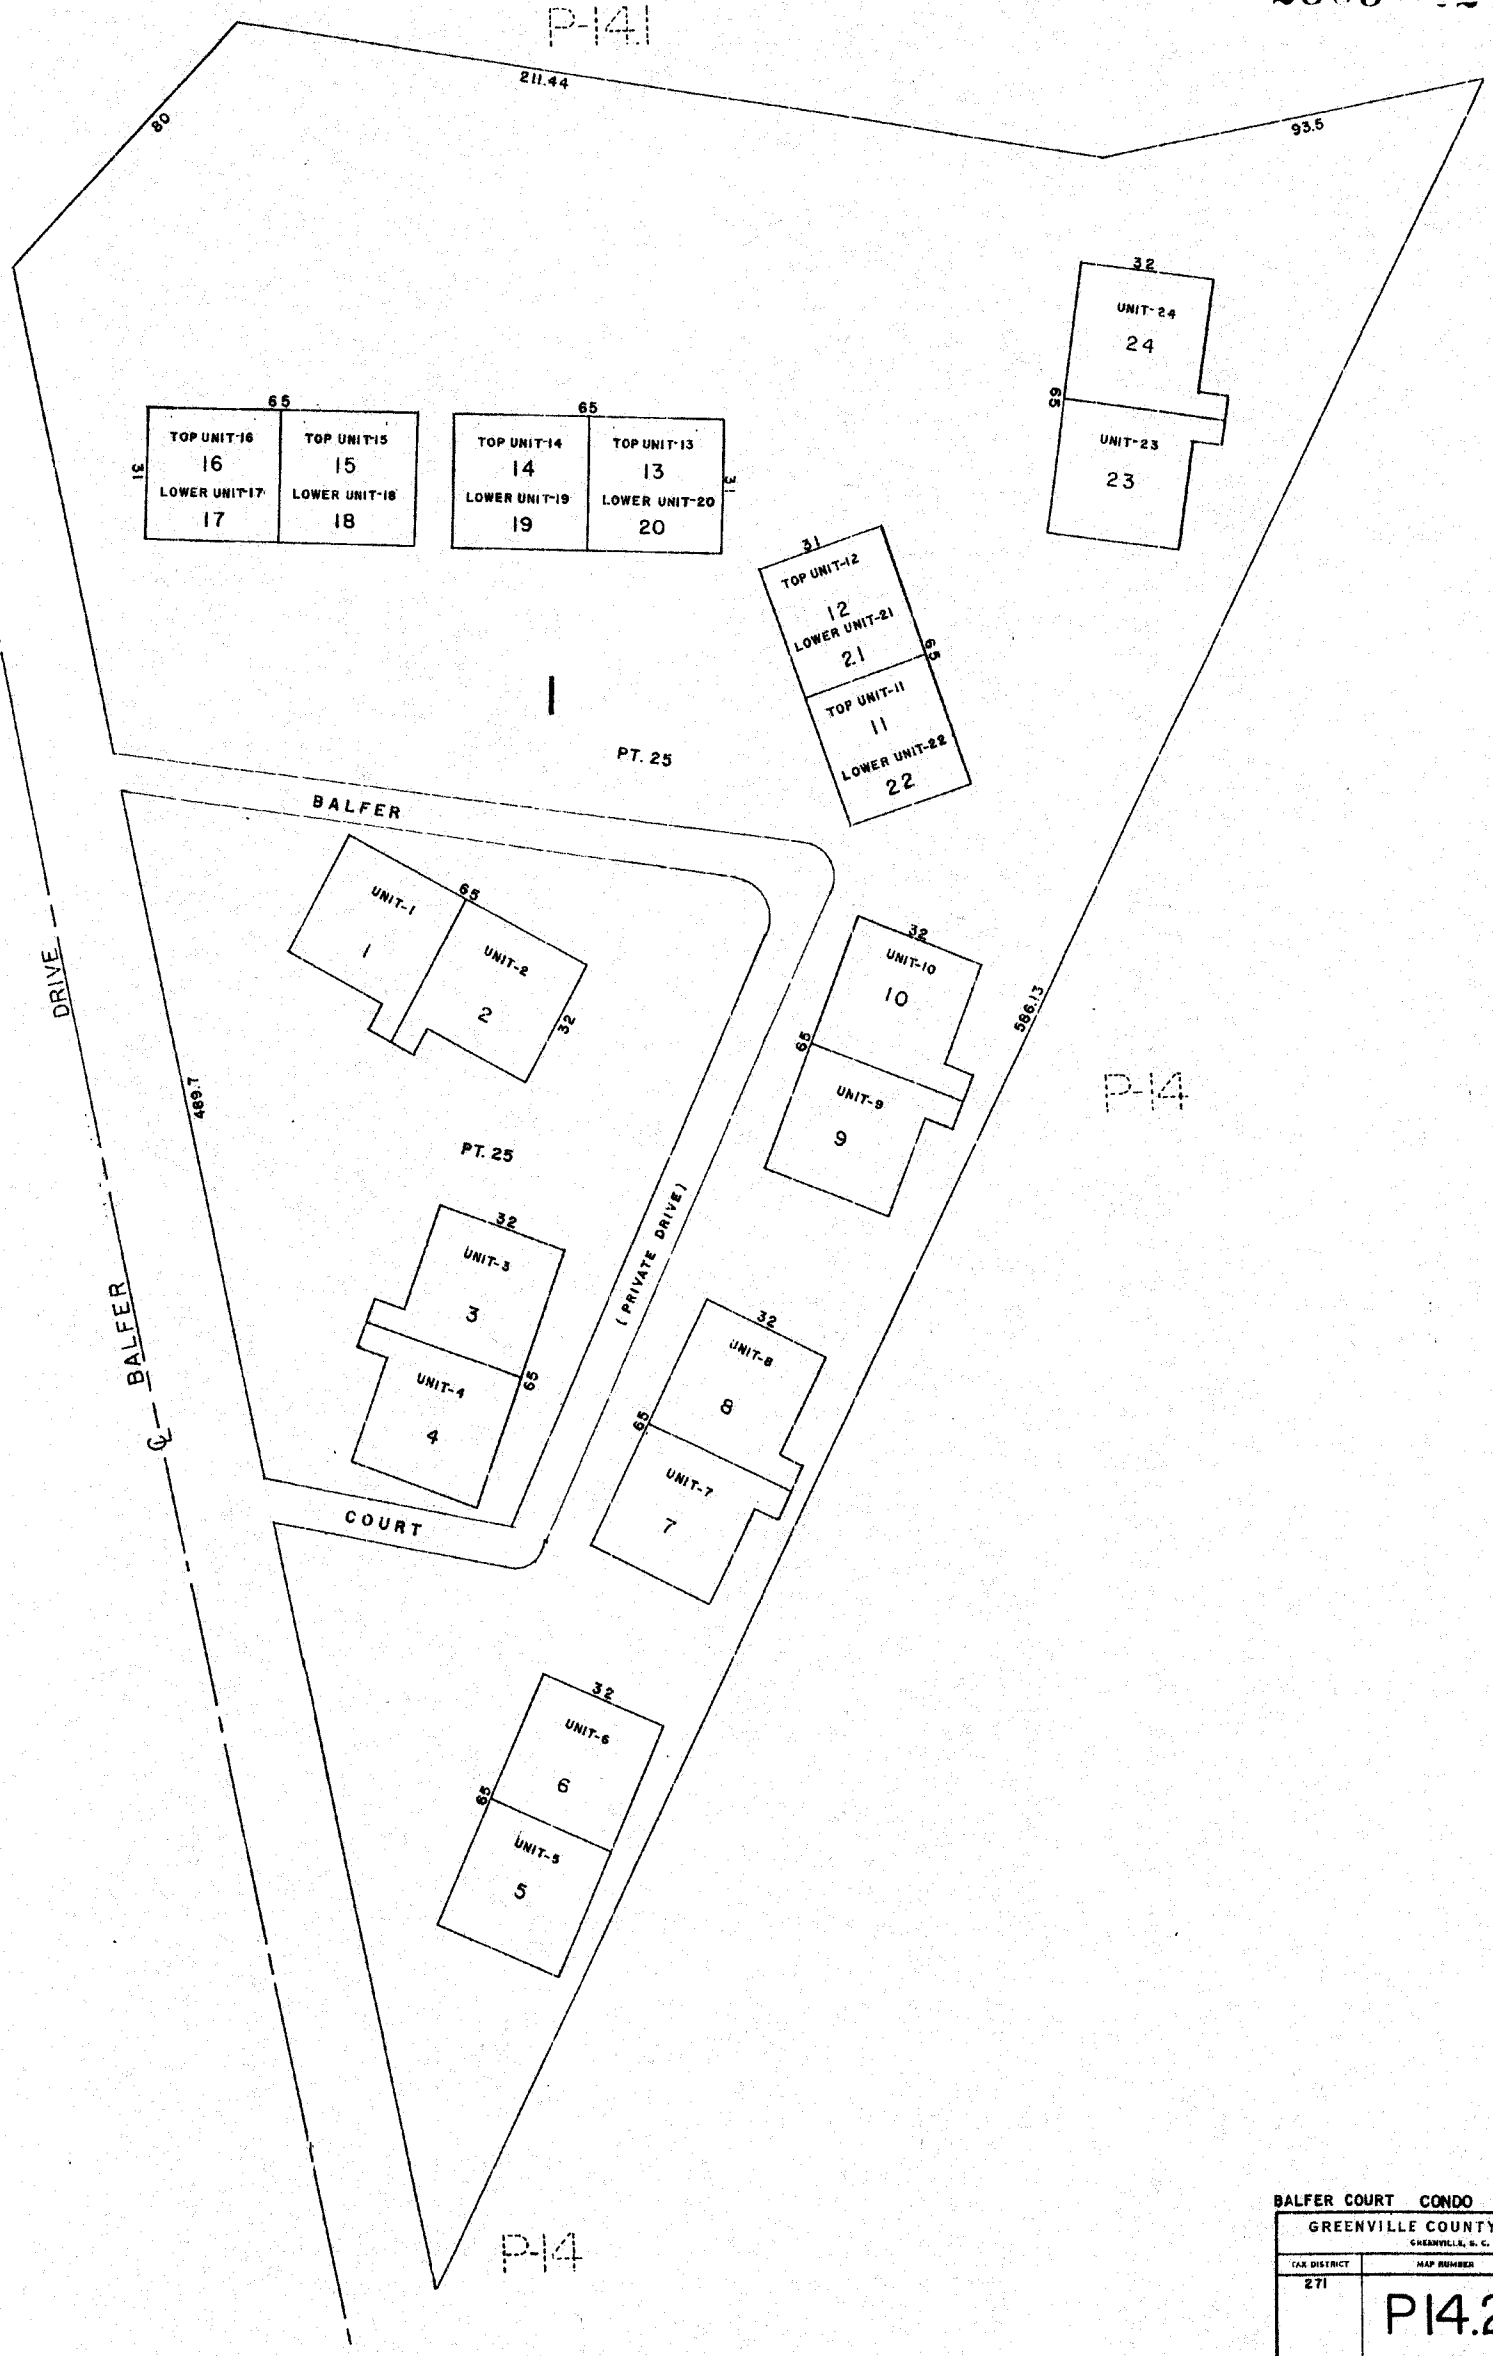 P-14.1
211.44
80
93.5
32
UNIT-24
24
65
UNIT-23
23
65
TOP UNIT-16
16
LOWER UNIT-17
17
31
TOP UNIT-15
15
LOWER UNIT-18
18
65
TOP UNIT-14
14
LOWER UNIT-19
19
TOP UNIT-13
13
LOWER UNIT-20
20
31
31
TOP UNIT-12
12
LOWER UNIT-21
21
65
TOP UNIT-11
11
LOWER UNIT-22
22
1
PT. 25
BALFER
UNIT-1
1
65
UNIT-2
2
32
DRIVE
489.7
32
UNIT-10
10
65
UNIT-9
9
586.13
P-14
PT. 25
(PRIVATE DRIVE)
32
UNIT-3
3
UNIT-4
4
65
BALFER
℄
32
UNIT-8
8
65
UNIT-7
7
COURT
32
UNIT-6
6
65
UNIT-5
5
P-14
BALFER COURT CONDO
GREENVILLE COUNTY
GREENVILLE, S. C.
TAX DISTRICT
MAP NUMBER
271
P14.2